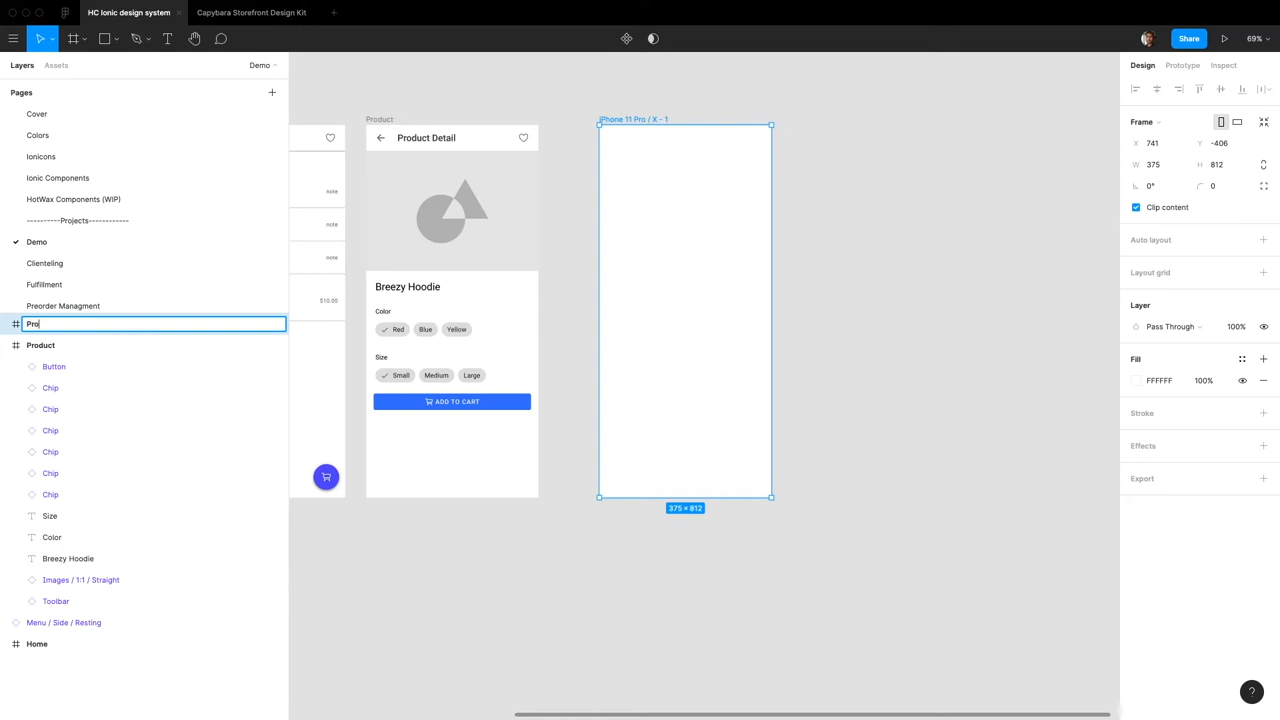 HC Ionic design system
Capybara Storefront Design Kit
Share
69%
Layers
Assets
Demo
Pages
Cover
Colors
Ionicons
Ionic Components
HotWax Components (WIP)
----------Projects------------
Demo
Clienteling
Fulfillment
Preorder Managment
Pro
Product
Button
Chip
Chip
Chip
Chip
Chip
Chip
Size
Color
Breezy Hoodie
Images / 1:1 / Straight
Toolbar
Menu / Side / Resting
Home
note
note
note
$10.00
Product
Product Detail
Breezy Hoodie
Color
Red
Blue
Yellow
Size
Small
Medium
Large
ADD TO CART
iPhone 11 Pro / X - 1
375 × 812
Design
Prototype
Inspect
Frame
X 741
Y -406
W 375
H 812
0°
0
Clip content
Auto layout
Layout grid
Layer
Pass Through
100%
Fill
FFFFFF
100%
Stroke
Effects
Export
?